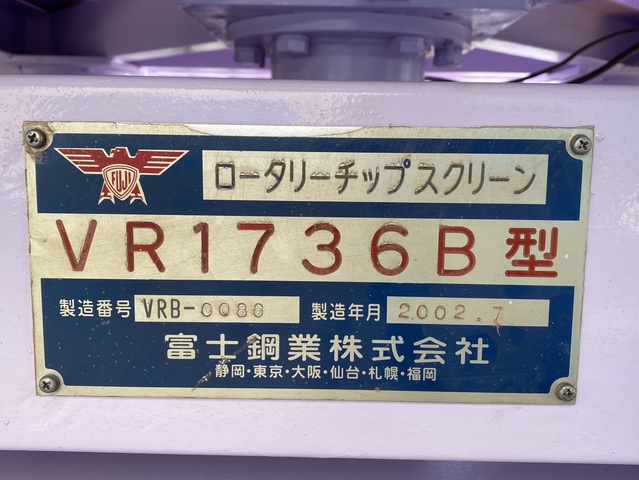 FUJI
ロータリーチップスクリーン
VR1736B型
製造番号 VRB-0086 製造年月 2002.7
富士鋼業株式会社
静岡・東京・大阪・仙台・札幌・福岡